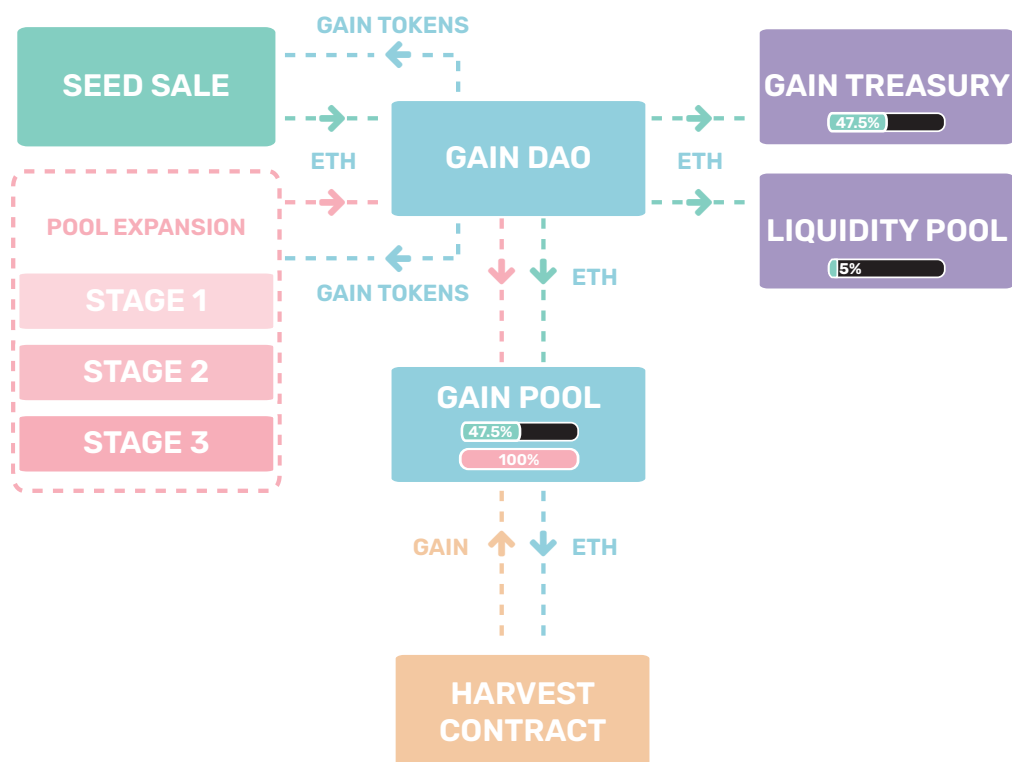 GAIN TOKENS
SEED SALE
GAIN TREASURY
47.5%
GAIN DAO
ETH
ETH
POOL EXPANSION
LIQUIDITY POOL
5%
GAIN TOKENS
ETH
STAGE 1
STAGE 2
STAGE 3
GAIN POOL
47.5%
100%
GAIN
ETH
HARVEST
CONTRACT